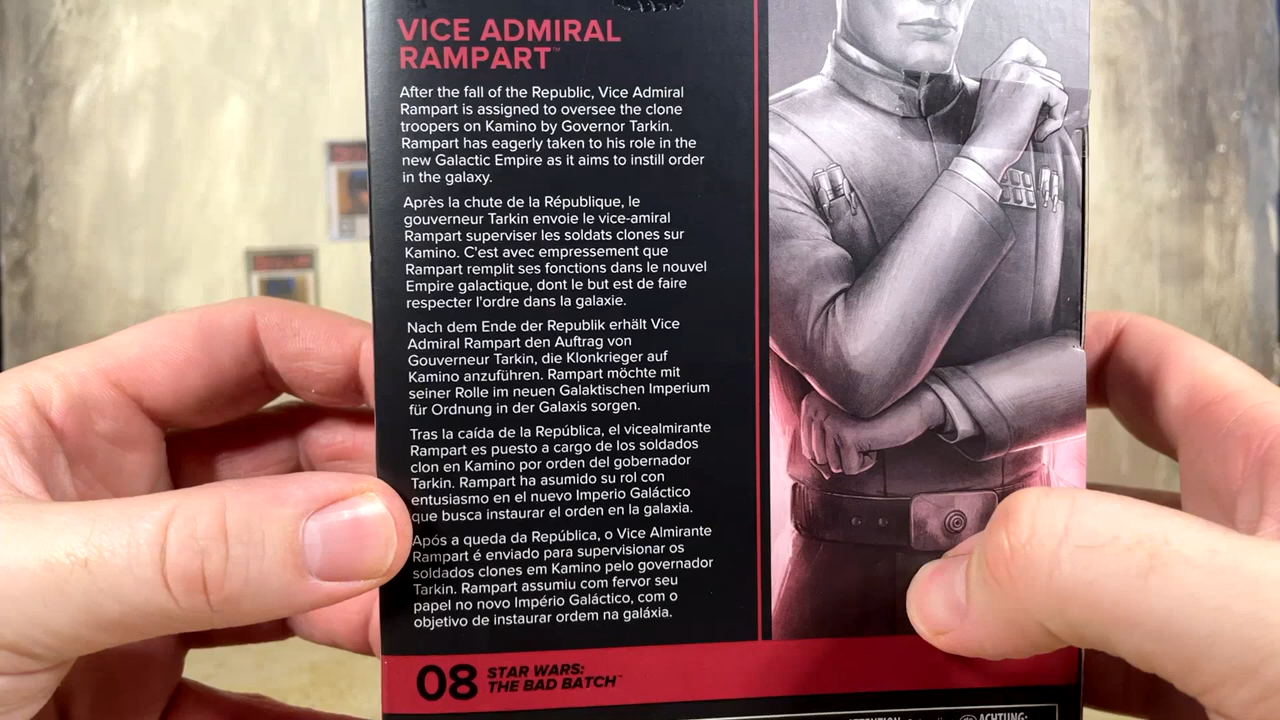 VICE ADMIRAL
RAMPART™
After the fall of the Republic, Vice Admiral
Rampart is assigned to oversee the clone
troopers on Kamino by Governor Tarkin.
Rampart has eagerly taken to his role in the
new Galactic Empire as it aims to instill order
in the galaxy.
Après la chute de la République, le
gouverneur Tarkin envoie le vice-amiral
Rampart superviser les soldats clones sur
Kamino. C'est avec empressement que
Rampart remplit ses fonctions dans le nouvel
Empire galactique, dont le but est de faire
respecter l'ordre dans la galaxie.
Nach dem Ende der Republik erhält Vice
Admiral Rampart den Auftrag von
Gouverneur Tarkin, die Klonkrieger auf
Kamino anzuführen. Rampart möchte mit
seiner Rolle im neuen Galaktischen Imperium
für Ordnung in der Galaxis sorgen.
Tras la caída de la República, el vicealmirante
Rampart es puesto a cargo de los soldados
clon en Kamino por orden del gobernador
Tarkin. Rampart ha asumido su rol con
entusiasmo en el nuevo Imperio Galáctico
que busca instaurar el orden en la galaxia.
Após a queda da República, o Vice Almirante
Rampart é enviado para supervisionar os
soldados clones em Kamino pelo governador
Tarkin. Rampart assumiu com fervor seu
papel no novo Império Galáctico, com o
objetivo de instaurar ordem na galáxia.
08 STAR WARS:
THE BAD BATCH™
ACHTUNG: